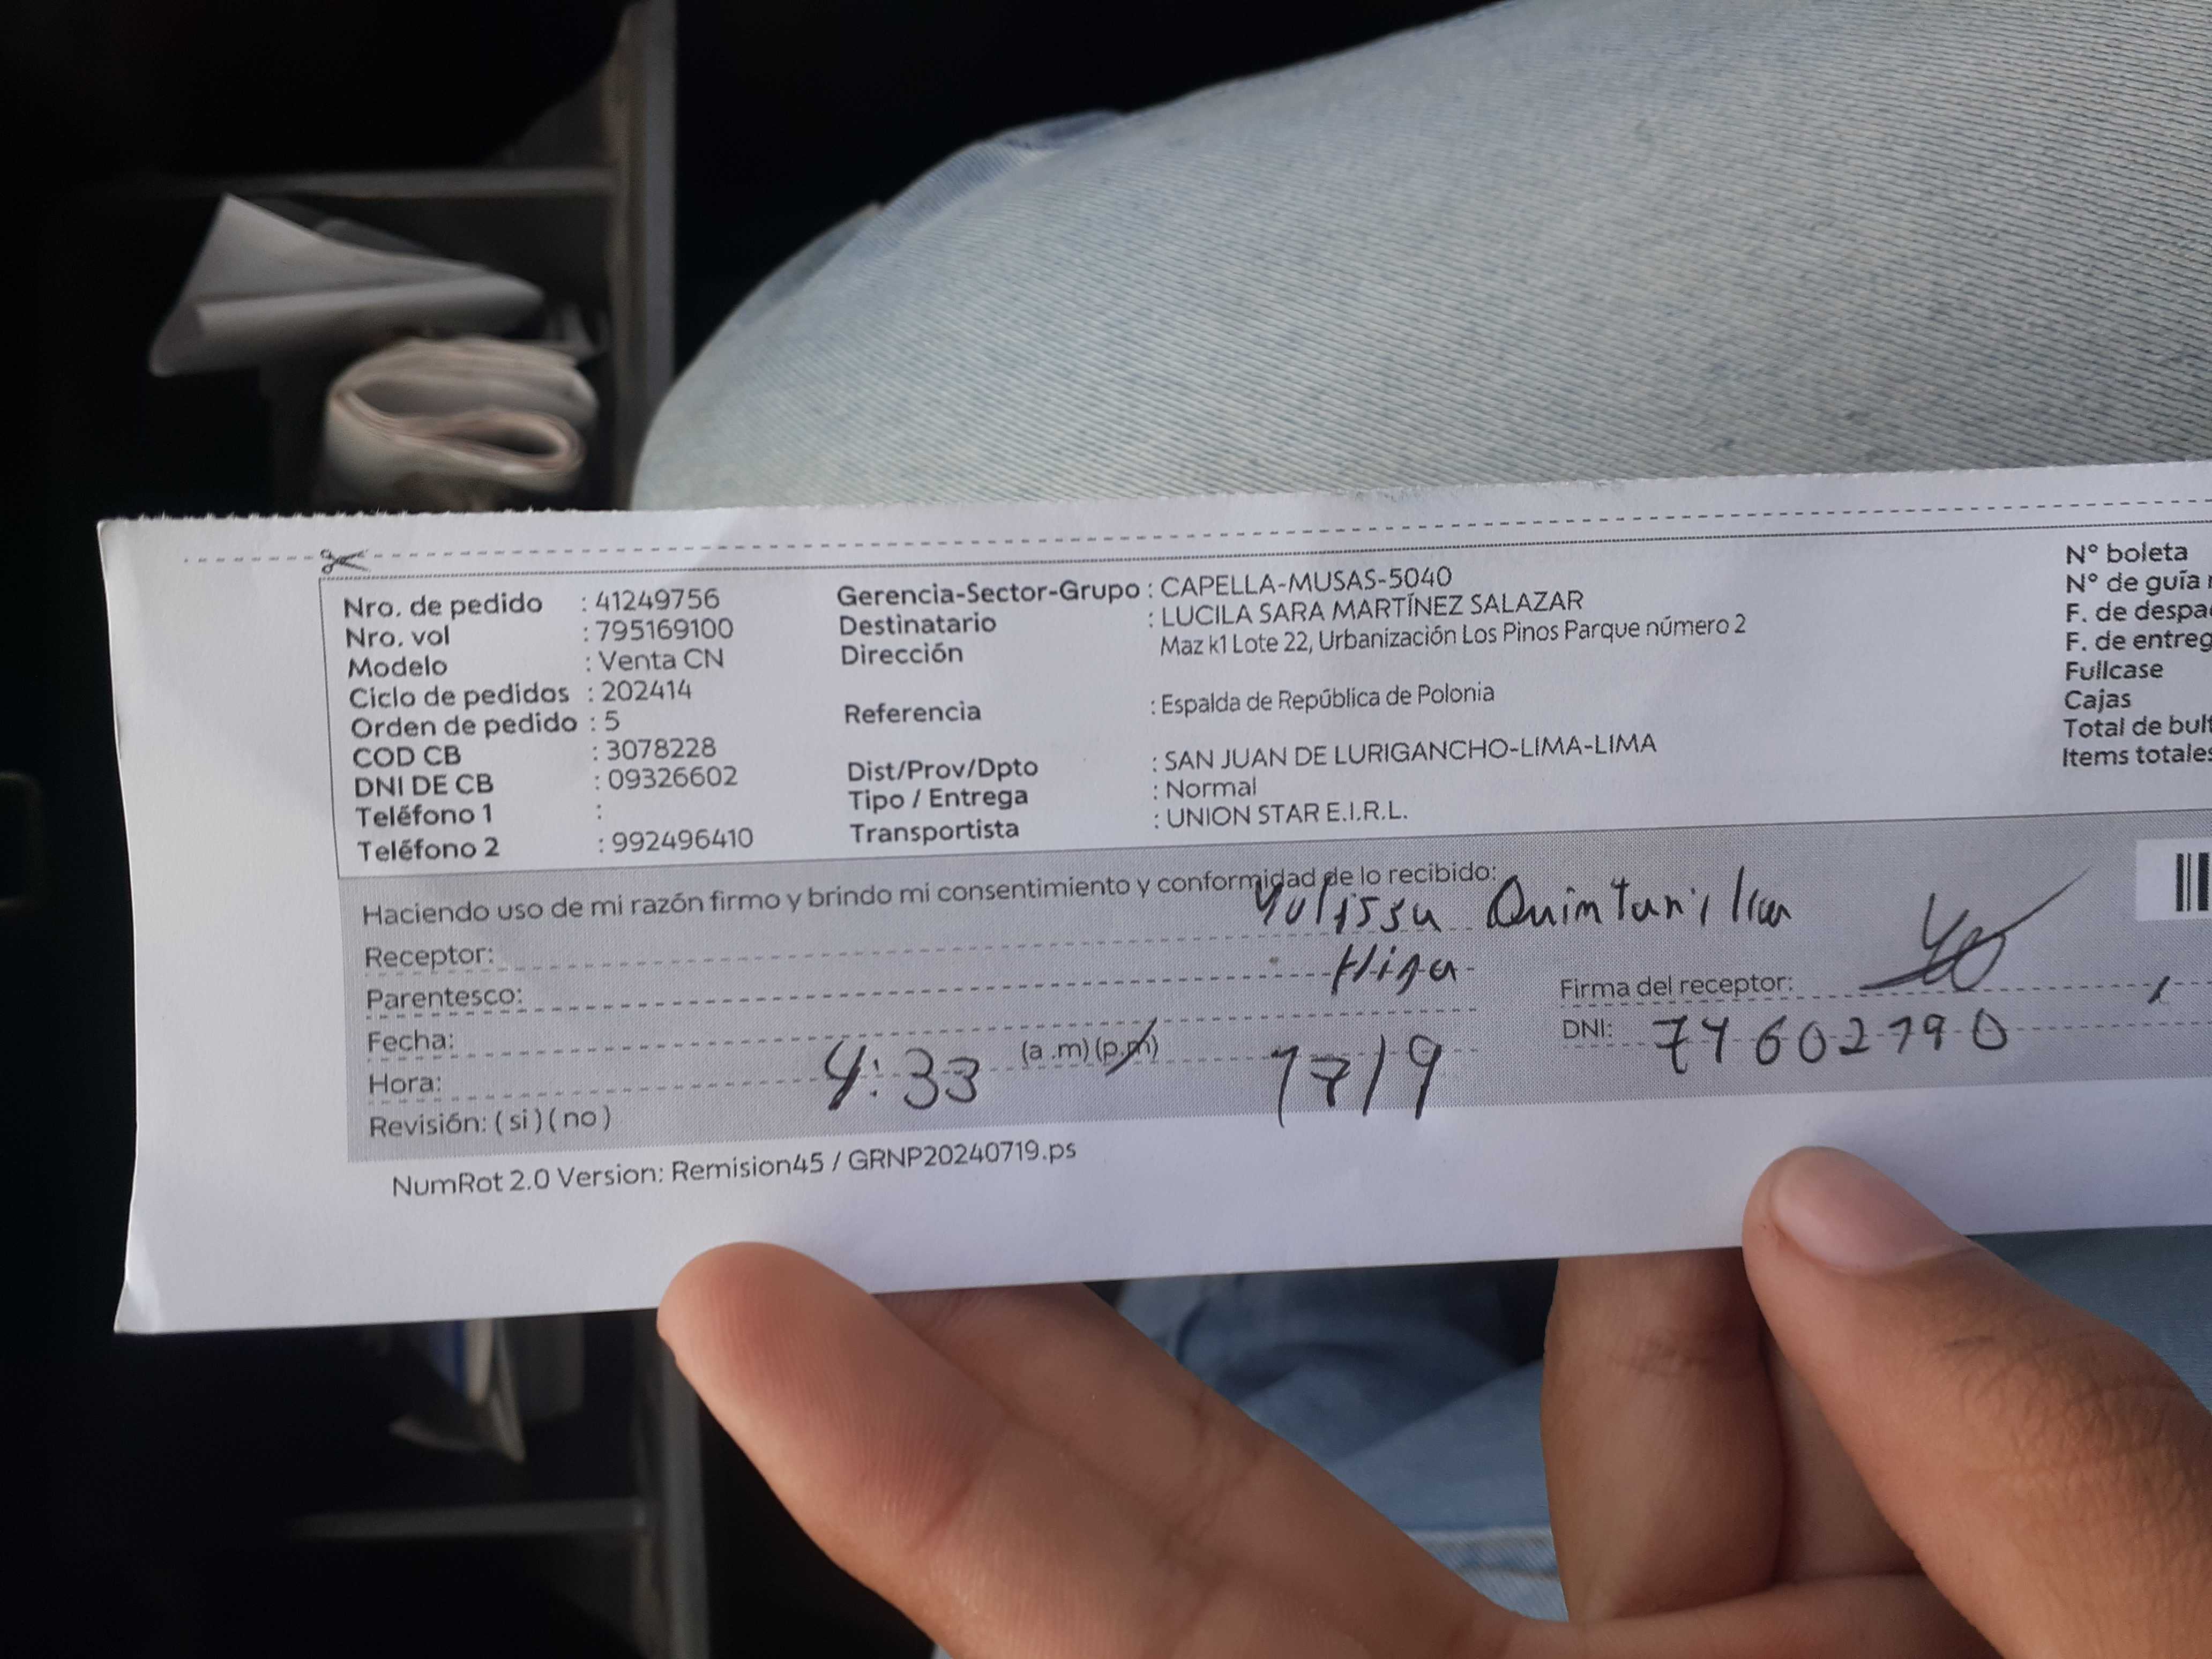 Nro. de pedido : 41249756
Nro. vol : 795169100
Modelo : Venta CN
Ciclo de pedidos : 202414
Orden de pedido : 5
COD CB : 3078228
DNI DE CB : 09326602
Teléfono 1 :
Teléfono 2 : 992496410
Gerencia-Sector-Grupo : CAPELLA-MUSAS-5040
Destinatario : LUCILA SARA MARTÍNEZ SALAZAR
Dirección Maz k1 Lote 22, Urbanización Los Pinos Parque número 2
Referencia : Espalda de República de Polonia
Dist/Prov/Dpto : SAN JUAN DE LURIGANCHO-LIMA-LIMA
Tipo / Entrega : Normal
Transportista : UNION STAR E.I.R.L.
N° boleta
N° de guía
F. de despa
F. de entreg
Fullcase
Cajas
Total de bult
Items totales
Haciendo uso de mi razón firmo y brindo mi consentimiento y conformidad de lo recibido:
Receptor: Yulissa Quintanilla
Parentesco: Hija
Fecha:
Hora: 4:33 (a .m) (p.m) 17/9
Revisión: ( si ) ( no )
Firma del receptor:
DNI: 74602790
NumRot 2.0 Version: Remision45 / GRNP20240719.ps